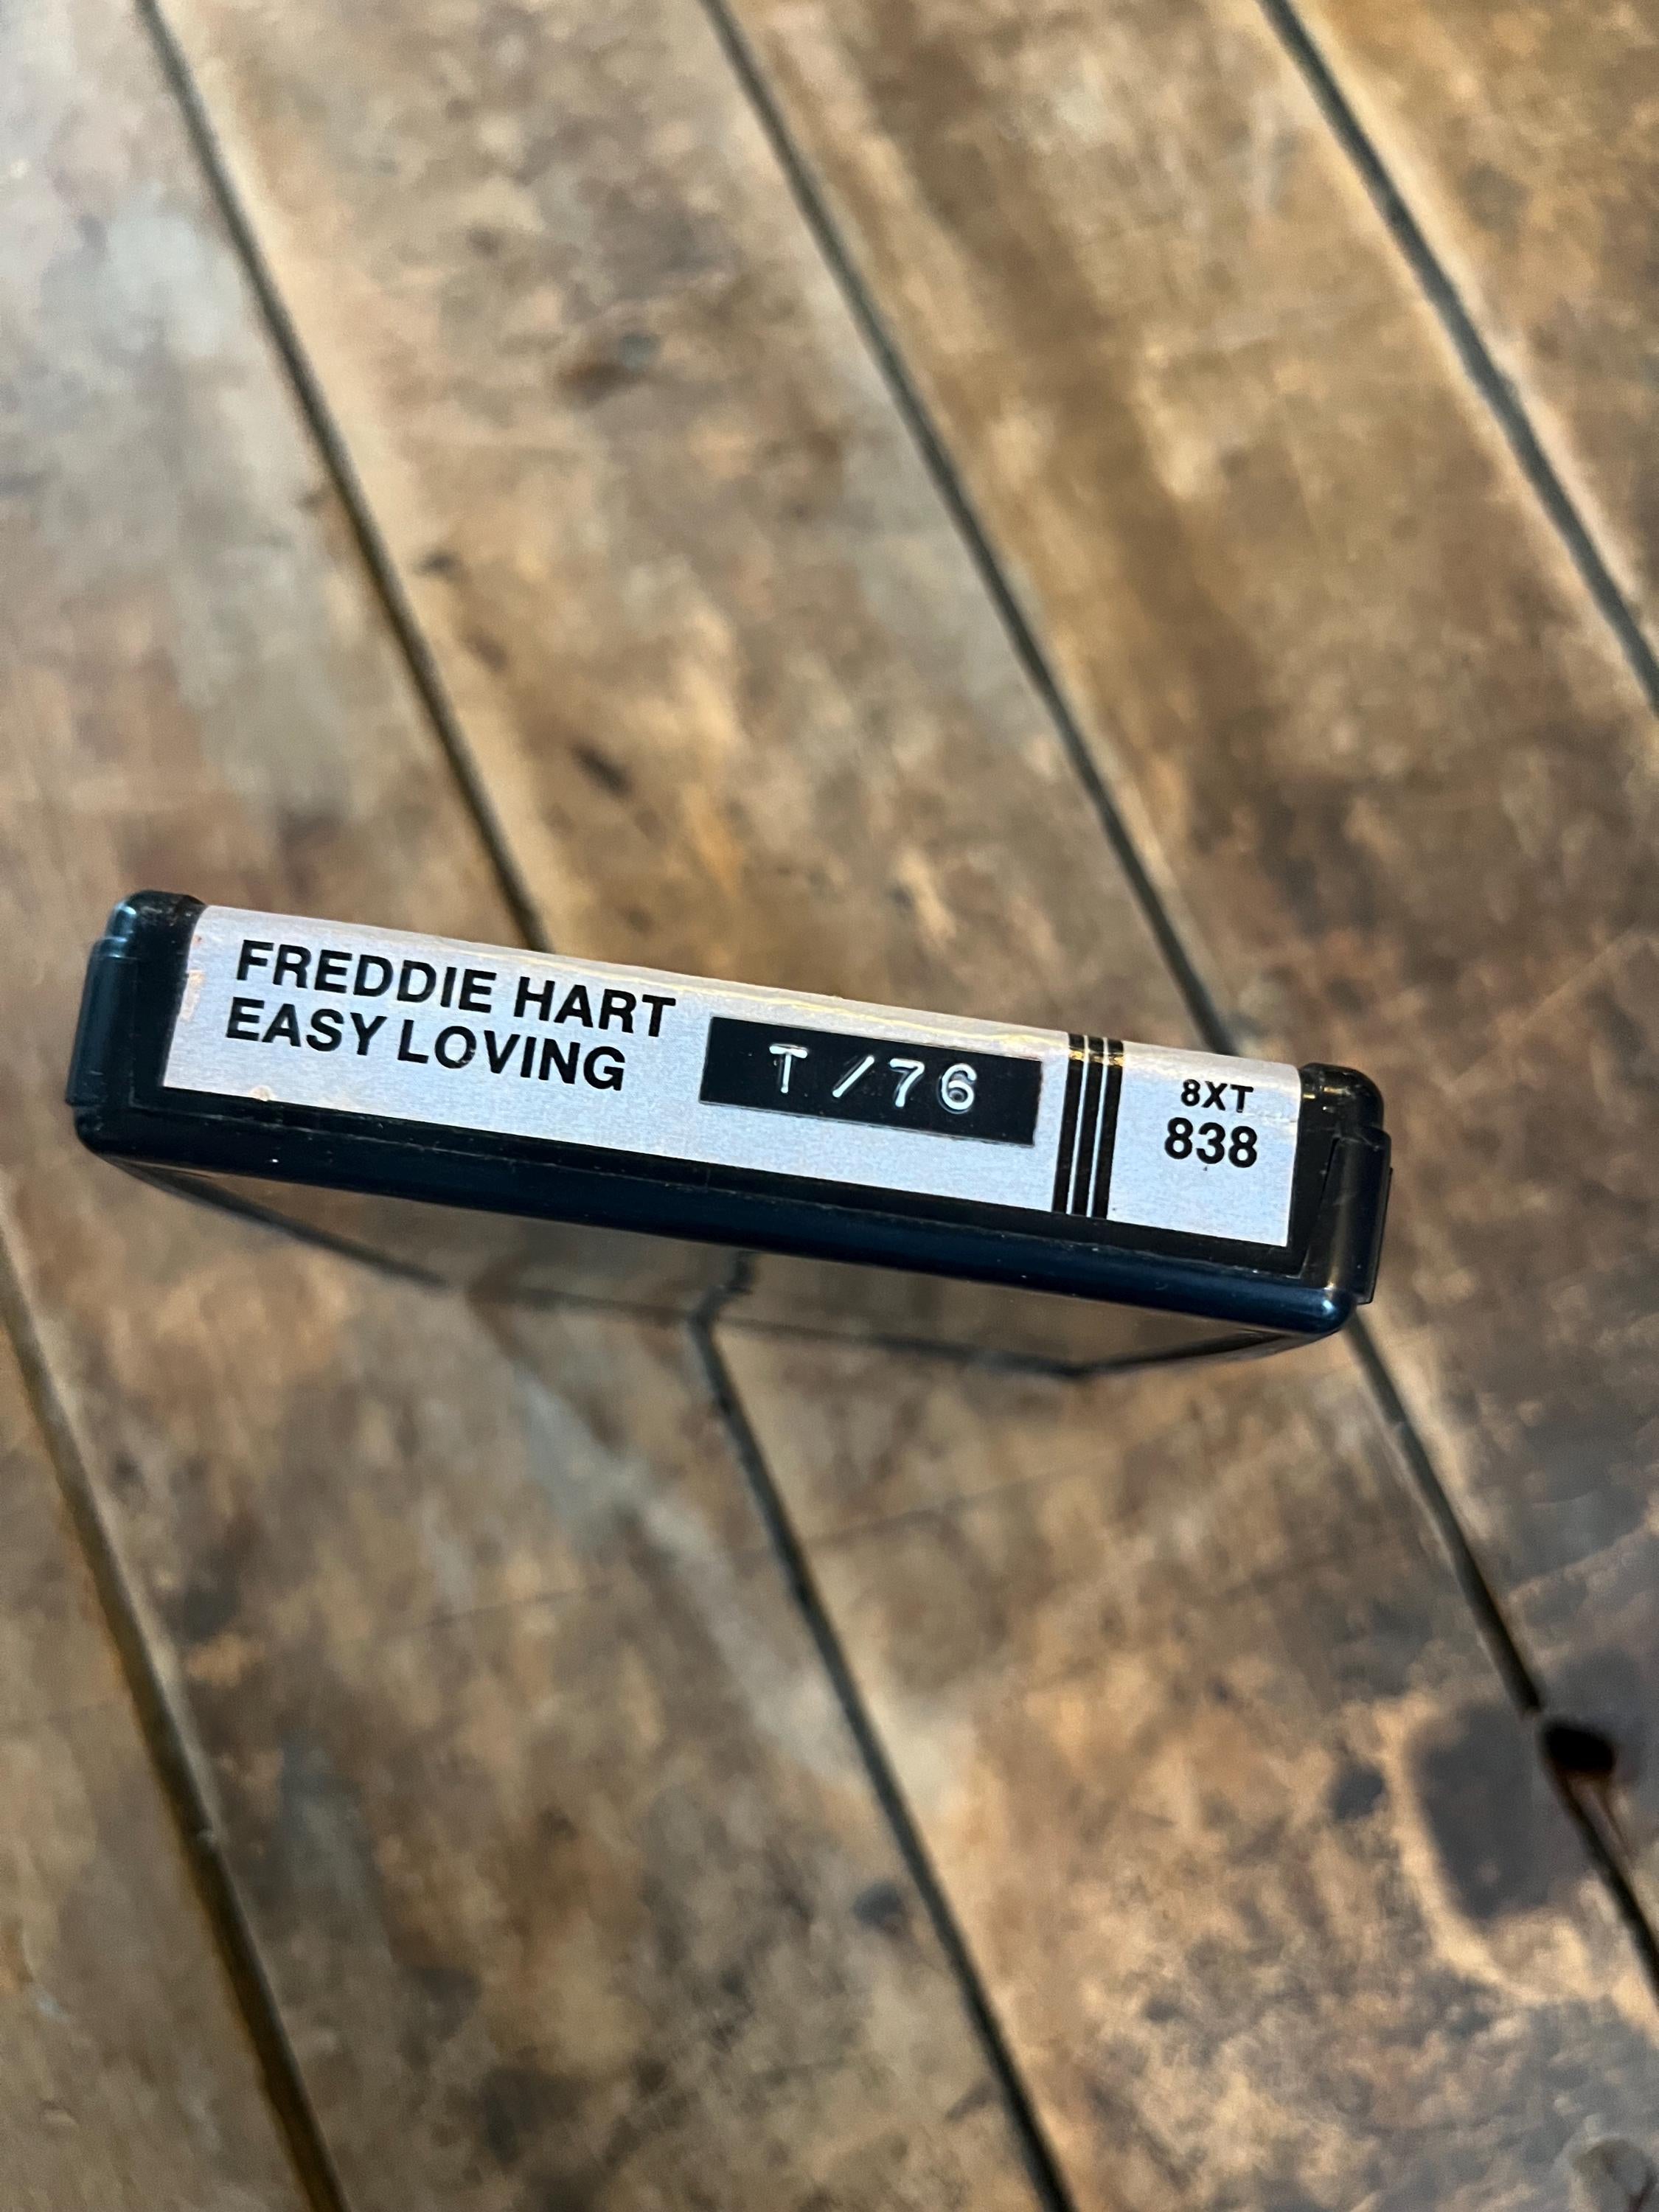 FREDDIE HART
EASY LOVING
T/76
8XT
838